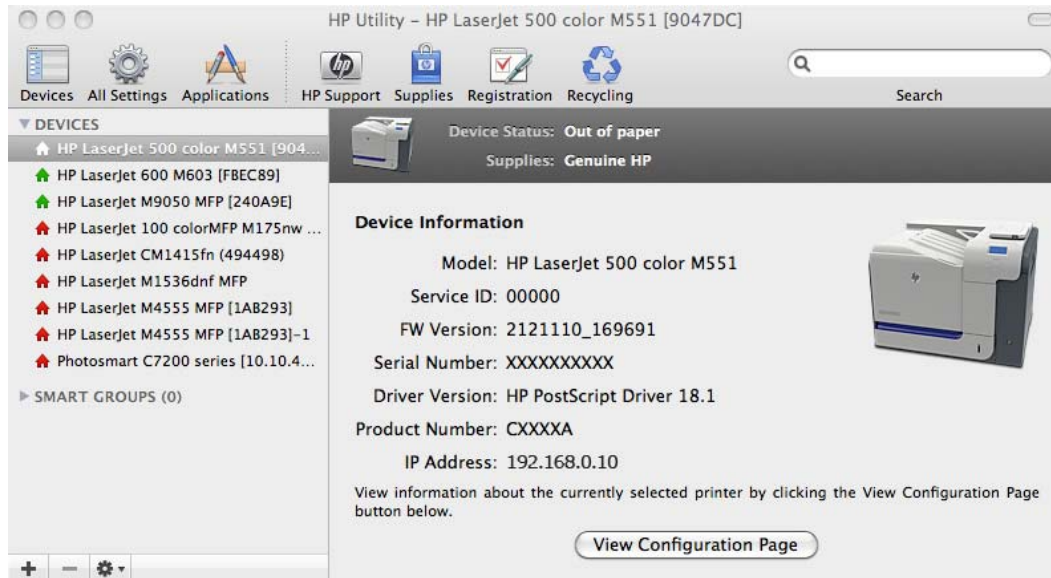 HP Utility – HP LaserJet 500 color M551 [9047DC]
Devices All Settings Applications HP Support Supplies Registration Recycling Search
DEVICES
HP LaserJet 500 color M551 [904...
HP LaserJet 600 M603 [FBEC89]
HP LaserJet M9050 MFP [240A9E]
HP LaserJet 100 colorMFP M175nw ...
HP LaserJet CM1415fn (494498)
HP LaserJet M1536dnf MFP
HP LaserJet M4555 MFP [1AB293]
HP LaserJet M4555 MFP [1AB293]-1
Photosmart C7200 series [10.10.4...
SMART GROUPS (0)
Device Status: Out of paper
Supplies: Genuine HP
Device Information
Model: HP LaserJet 500 color M551
Service ID: 00000
FW Version: 2121110_169691
Serial Number: XXXXXXXXXX
Driver Version: HP PostScript Driver 18.1
Product Number: CXXXXA
IP Address: 192.168.0.10
View information about the currently selected printer by clicking the View Configuration Page
button below.
View Configuration Page